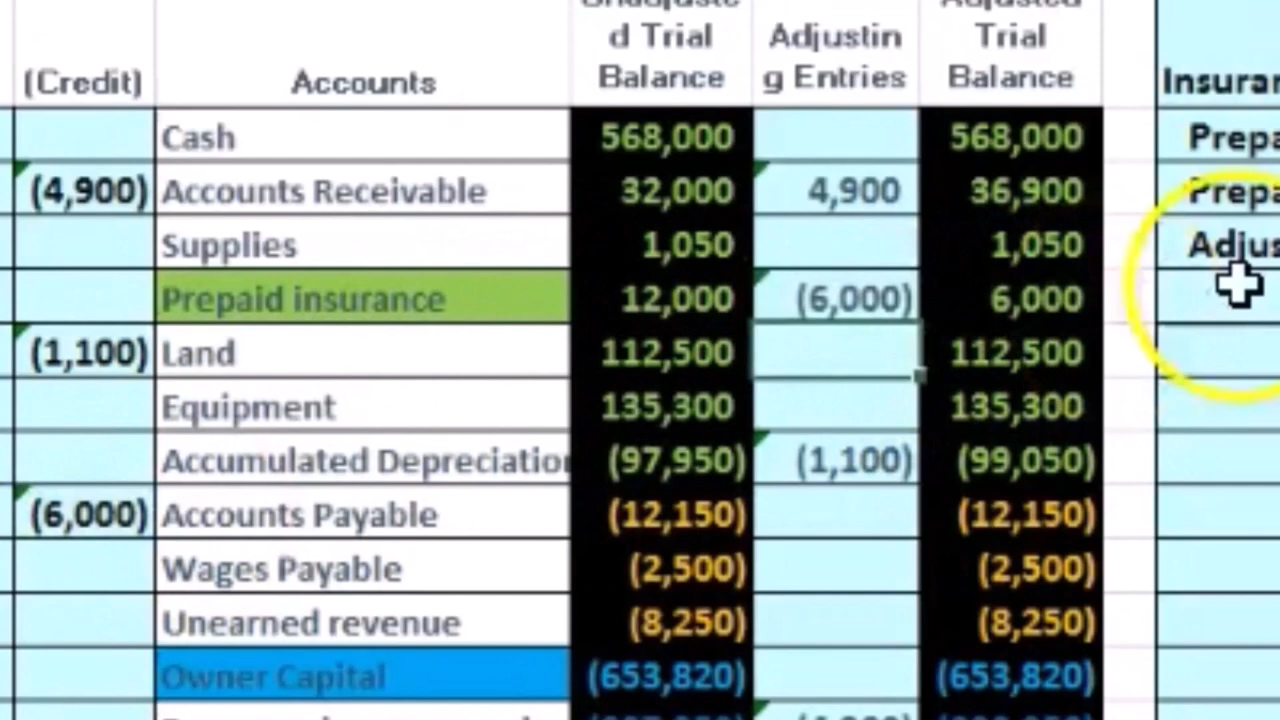 d Trial Adjustin Trial
(Credit) Accounts Balance g Entries Balance
Cash 568,000 568,000
(4,900) Accounts Receivable 32,000 4,900 36,900
Supplies 1,050 1,050
Prepaid insurance 12,000 (6,000) 6,000
(1,100) Land 112,500 112,500
Equipment 135,300 135,300
Accumulated Depreciation (97,950) (1,100) (99,050)
(6,000) Accounts Payable (12,150) (12,150)
Wages Payable (2,500) (2,500)
Unearned revenue (8,250) (8,250)
Owner Capital (653,820) (653,820)